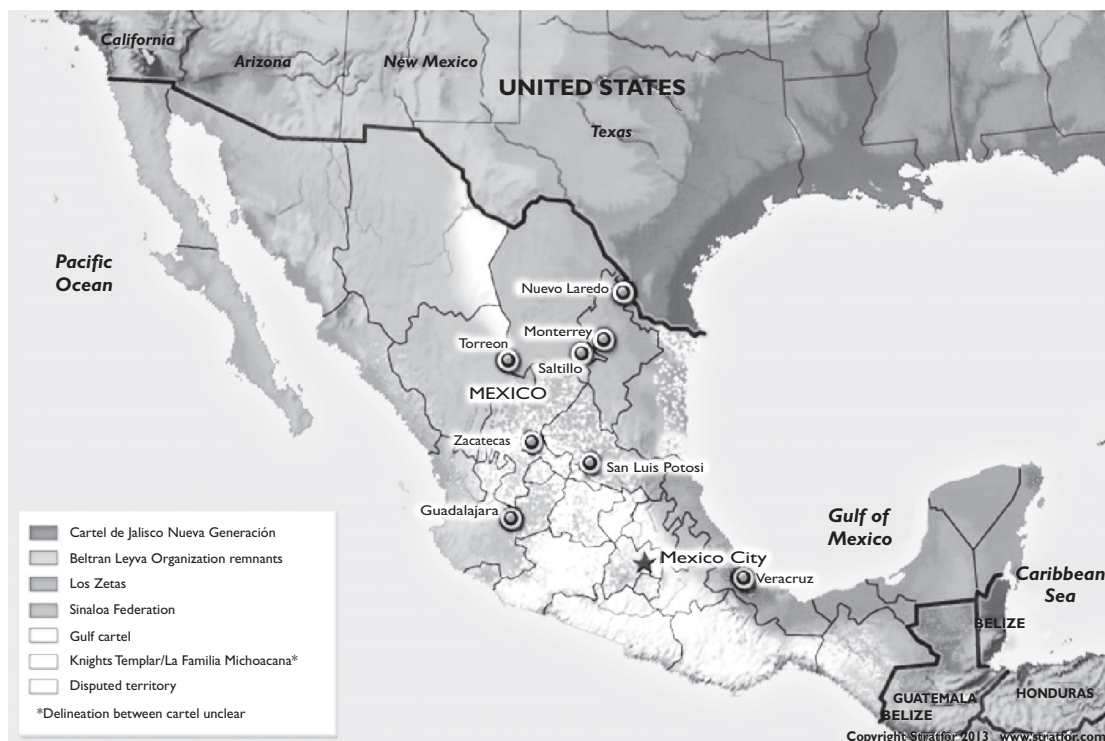 California
Arizona
New Mexico
UNITED STATES
Texas
Pacific
Ocean
Nuevo Laredo
Monterrey
Torreon
Saltillo
MEXICO
Zacatecas
San Luis Potosi
Guadalajara
Gulf of
Mexico
Mexico City
Veracruz
Caribbean
Sea
BELIZE
GUATEMALA
HONDURAS
BELIZE
Cartel de Jalisco Nueva Generación
Beltran Leyva Organization remnants
Los Zetas
Sinaloa Federation
Gulf cartel
Knights Templar/La Familia Michoacana*
Disputed territory
*Delineation between cartel unclear
Copyright Stratfor 2013 www.stratfor.com